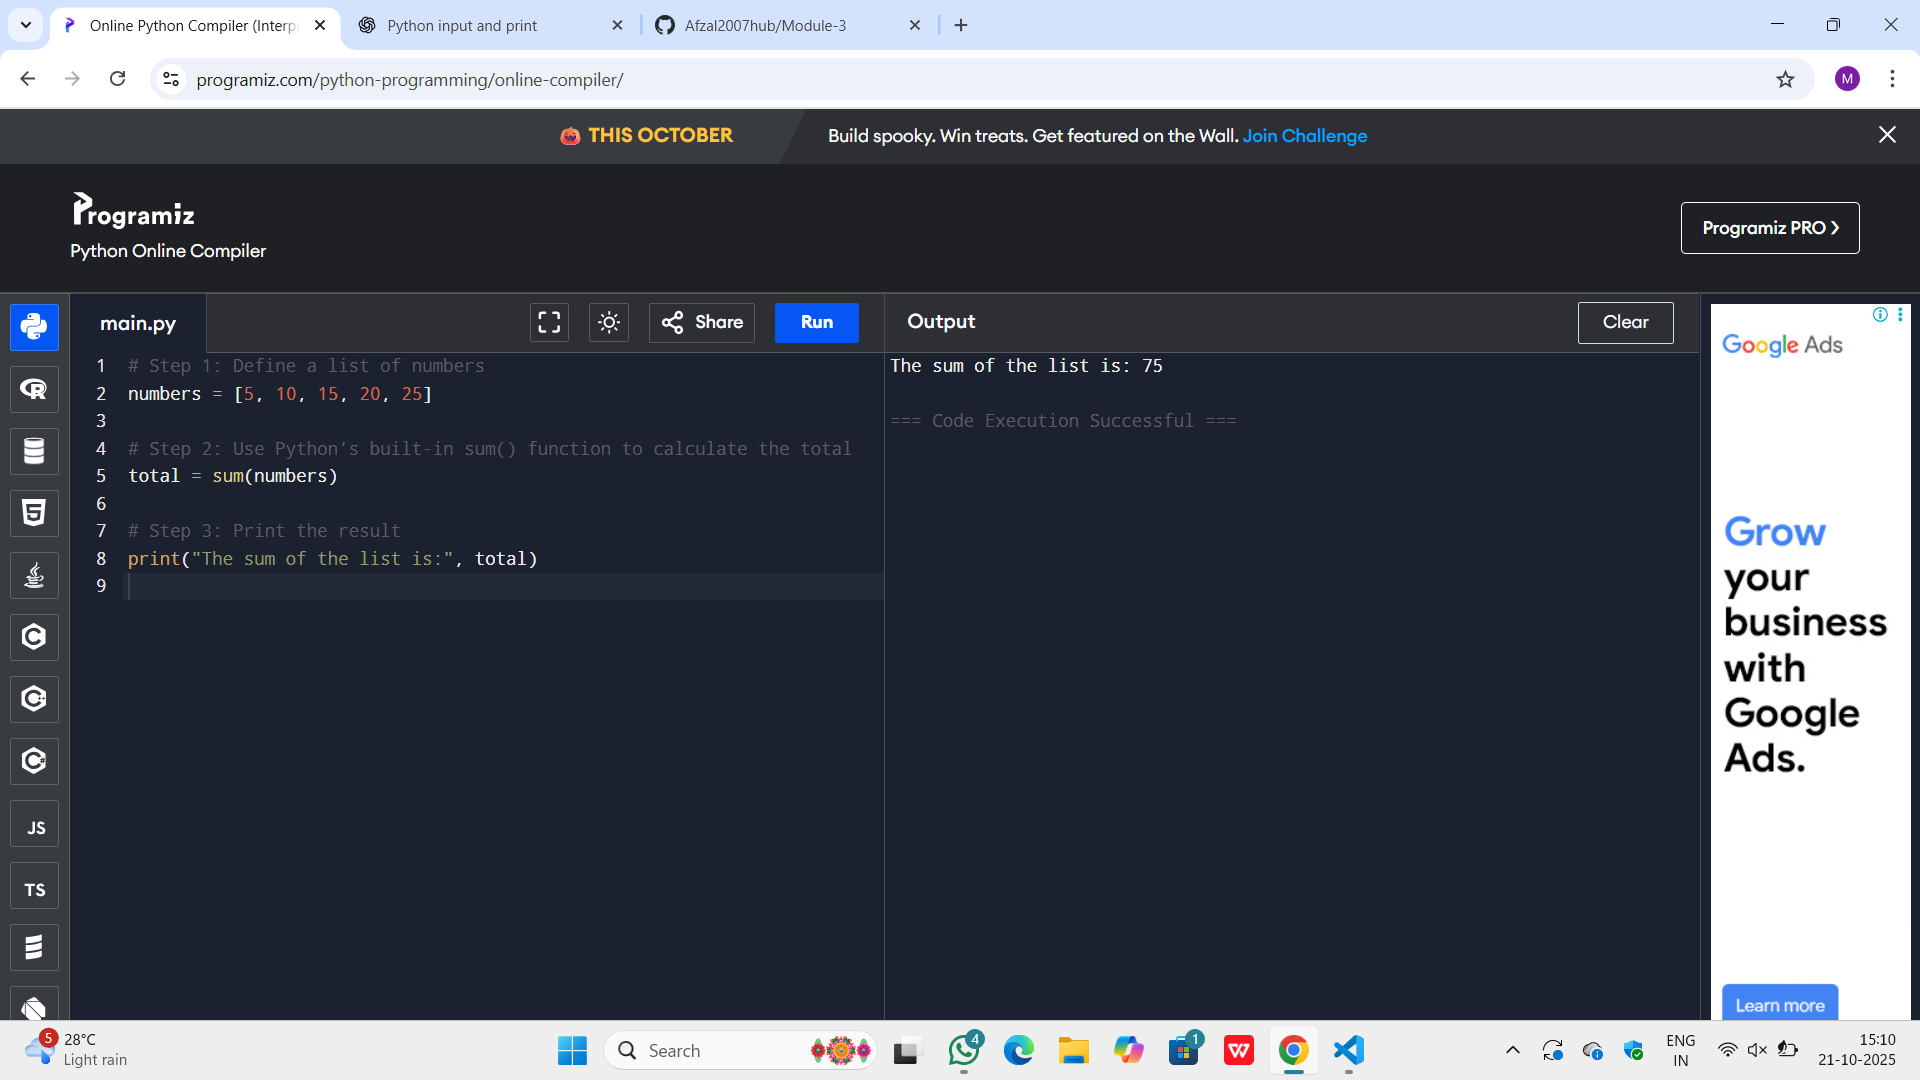 Online Python Compiler (Interp
Python input and print
Afzal2007hub/Module-3
programiz.com/python-programming/online-compiler/
M
THIS OCTOBER
Build spooky. Win treats. Get featured on the Wall. Join Challenge
Programiz
Python Online Compiler
Programiz PRO
main.py
Share
Run
Output
Clear
1 # Step 1: Define a list of numbers
2 numbers = [5, 10, 15, 20, 25]
3
4 # Step 2: Use Python’s built-in sum() function to calculate the total
5 total = sum(numbers)
6
7 # Step 3: Print the result
8 print("The sum of the list is:", total)
9
The sum of the list is: 75
=== Code Execution Successful ===
JS
TS
Google Ads
Grow
your
business
with
Google
Ads.
Learn more
5
28°C
Light rain
Search
4
1
W
ENG
IN
15:10
21-10-2025